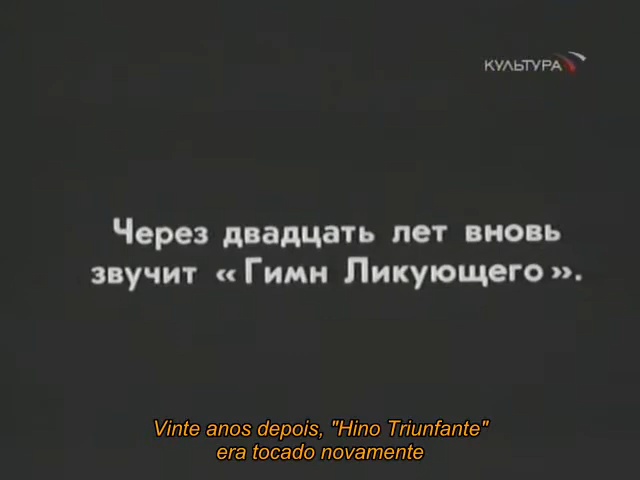 КУЛЬТУРА
Через двадцать лет вновь
звучит «Гимн Ликующего».
Vinte anos depois, "Hino Triunfante"
era tocado novamente